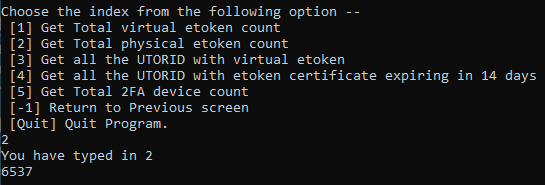 Choose the index from the following option --
[1] Get Total virtual etoken count
[2] Get Total physical etoken count
[3] Get all the UTORID with virtual etoken
[4] Get all the UTORID with etoken certificate expiring in 14 days
[5] Get Total 2FA device count
[-1] Return to Previous screen
[Quit] Quit Program.
2
You have typed in 2
6537